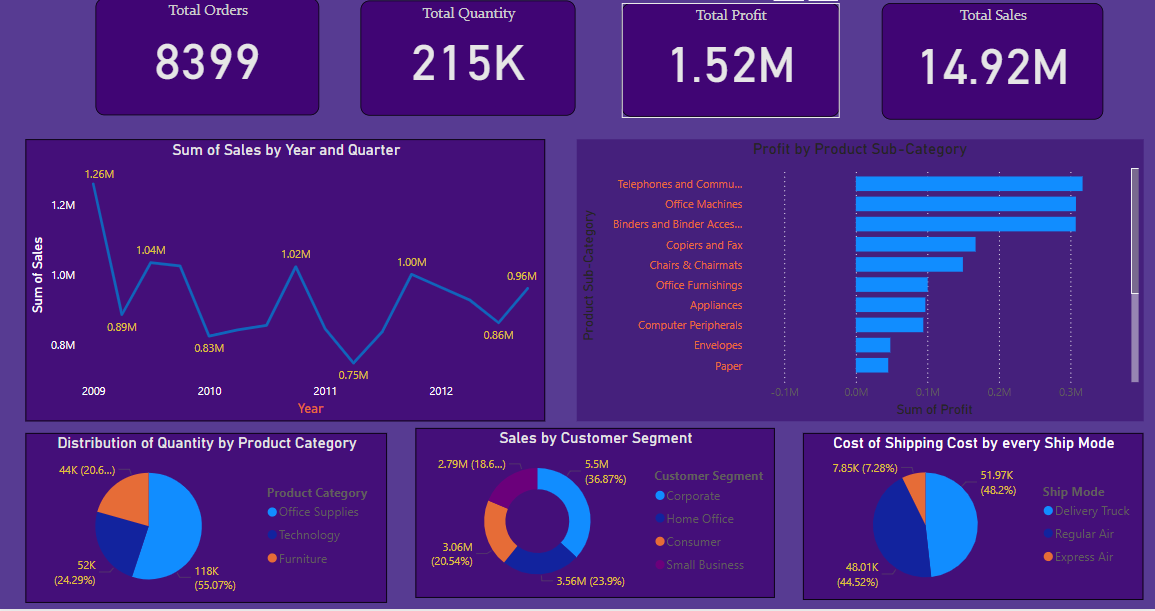 Total Orders
8399
Total Quantity
215K
Total Profit
1.52M
Total Sales
14.92M
Sum of Sales by Year and Quarter
Sum of Sales
1.2M
1.0M
0.8M
1.26M
0.89M
1.04M
0.83M
1.02M
0.75M
1.00M
0.86M
0.96M
2009
2010
2011
2012
Year
Profit by Product Sub-Category
Product Sub-Category
Telephones and Commu...
Office Machines
Binders and Binder Acces...
Copiers and Fax
Chairs & Chairmats
Office Furnishings
Appliances
Computer Peripherals
Envelopes
Paper
-0.1M
0.0M
0.1M
0.2M
0.3M
Sum of Profit
Distribution of Quantity by Product Category
44K (20.6...)
52K
(24.29%)
118K
(55.07%)
Product Category
Office Supplies
Technology
Furniture
Sales by Customer Segment
2.79M (18.6...)
5.5M
(36.87%)
3.06M
(20.54%)
3.56M (23.9%)
Customer Segment
Corporate
Home Office
Consumer
Small Business
Cost of Shipping Cost by every Ship Mode
7.85K (7.28%)
51.97K
(48.2%)
48.01K
(44.52%)
Ship Mode
Delivery Truck
Regular Air
Express Air